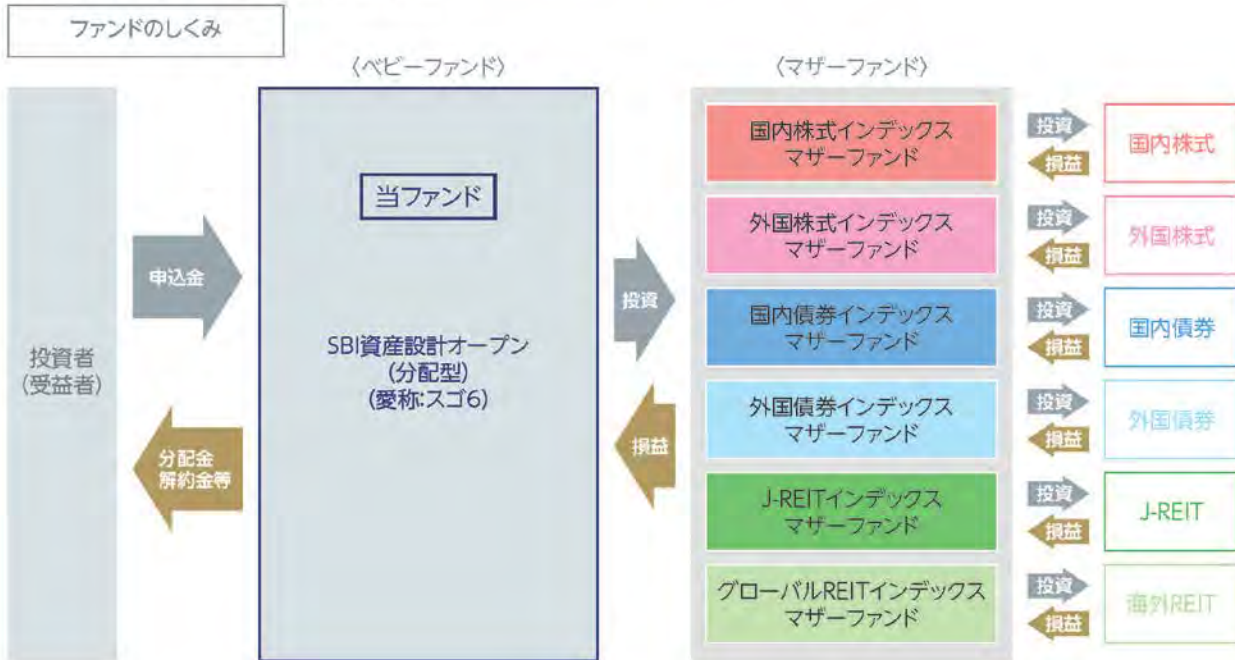 ファンドのしくみ
〈ベビーファンド〉
〈マザーファンド〉
投資者
(受益者)
申込金
分配金
解約金等
当ファンド
SBI資産設計オープン
(分配型)
(愛称:スゴ6)
投資
損益
国内株式インデックス
マザーファンド
投資
損益
国内株式
外国株式インデックス
マザーファンド
投資
損益
外国株式
国内債券インデックス
マザーファンド
投資
損益
国内債券
外国債券インデックス
マザーファンド
投資
損益
外国債券
J-REITインデックス
マザーファンド
投資
損益
J-REIT
グローバルREITインデックス
マザーファンド
投資
損益
海外REIT